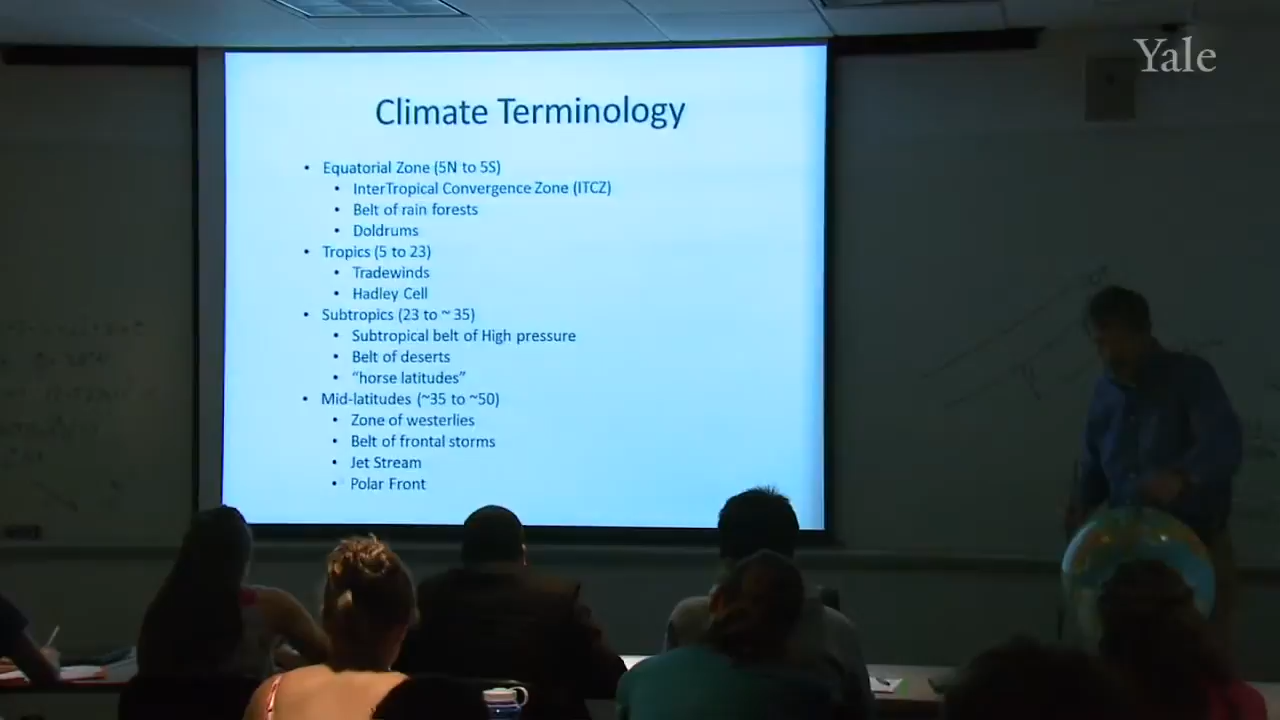 Yale
Climate Terminology
• Equatorial Zone (5N to 5S)
• InterTropical Convergence Zone (ITCZ)
• Belt of rain forests
• Doldrums
• Tropics (5 to 23)
• Tradewinds
• Hadley Cell
• Subtropics (23 to ~ 35)
• Subtropical belt of High pressure
• Belt of deserts
• “horse latitudes”
• Mid-latitudes (~35 to ~50)
• Zone of westerlies
• Belt of frontal storms
• Jet Stream
• Polar Front